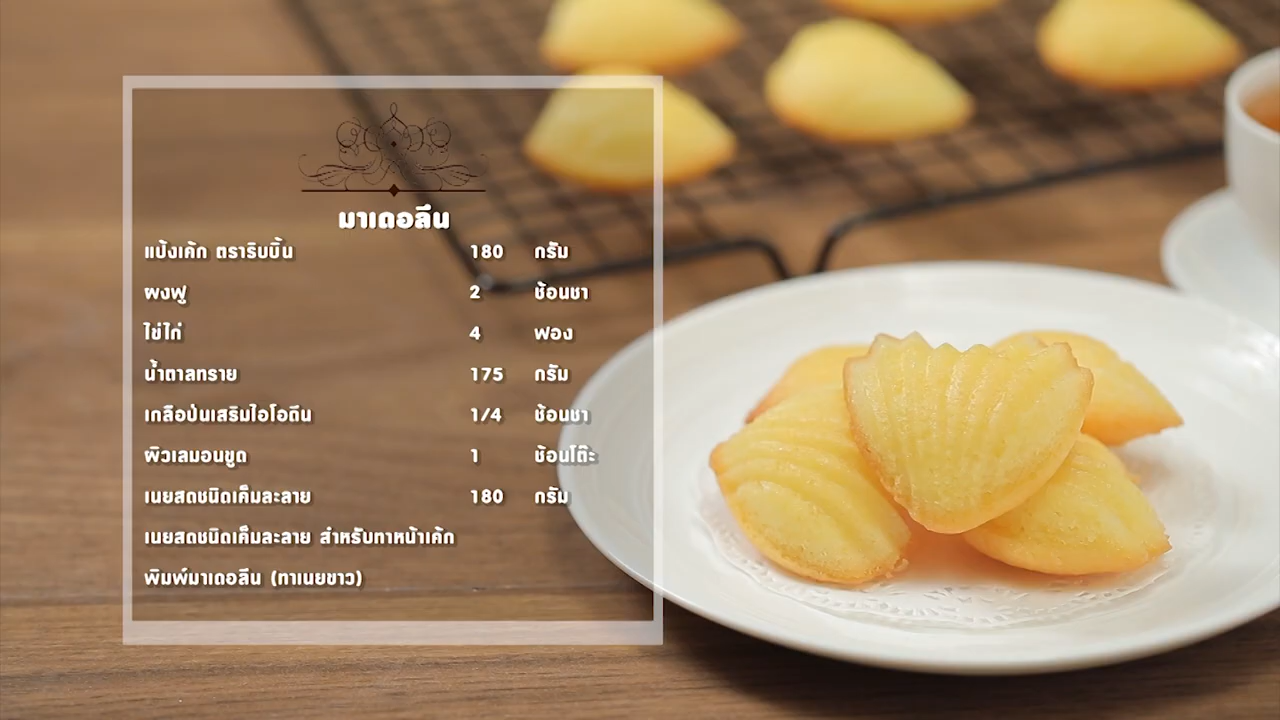 มาเดอลีน
แป้งเค้ก ตราริบบิ้น 180 กรัม
ผงฟู 2 ช้อนชา
ไข่ไก่ 4 ฟอง
น้ำตาลทราย 175 กรัม
เกลือป่นเสริมไอโอดีน 1/4 ช้อนชา
ผิวเลมอนขูด 1 ช้อนโต๊ะ
เนยสดชนิดเค็มละลาย 180 กรัม
เนยสดชนิดเค็มละลาย สำหรับทาหน้าเค้ก
พิมพ์มาเดอลีน (ทาเนยขาว)